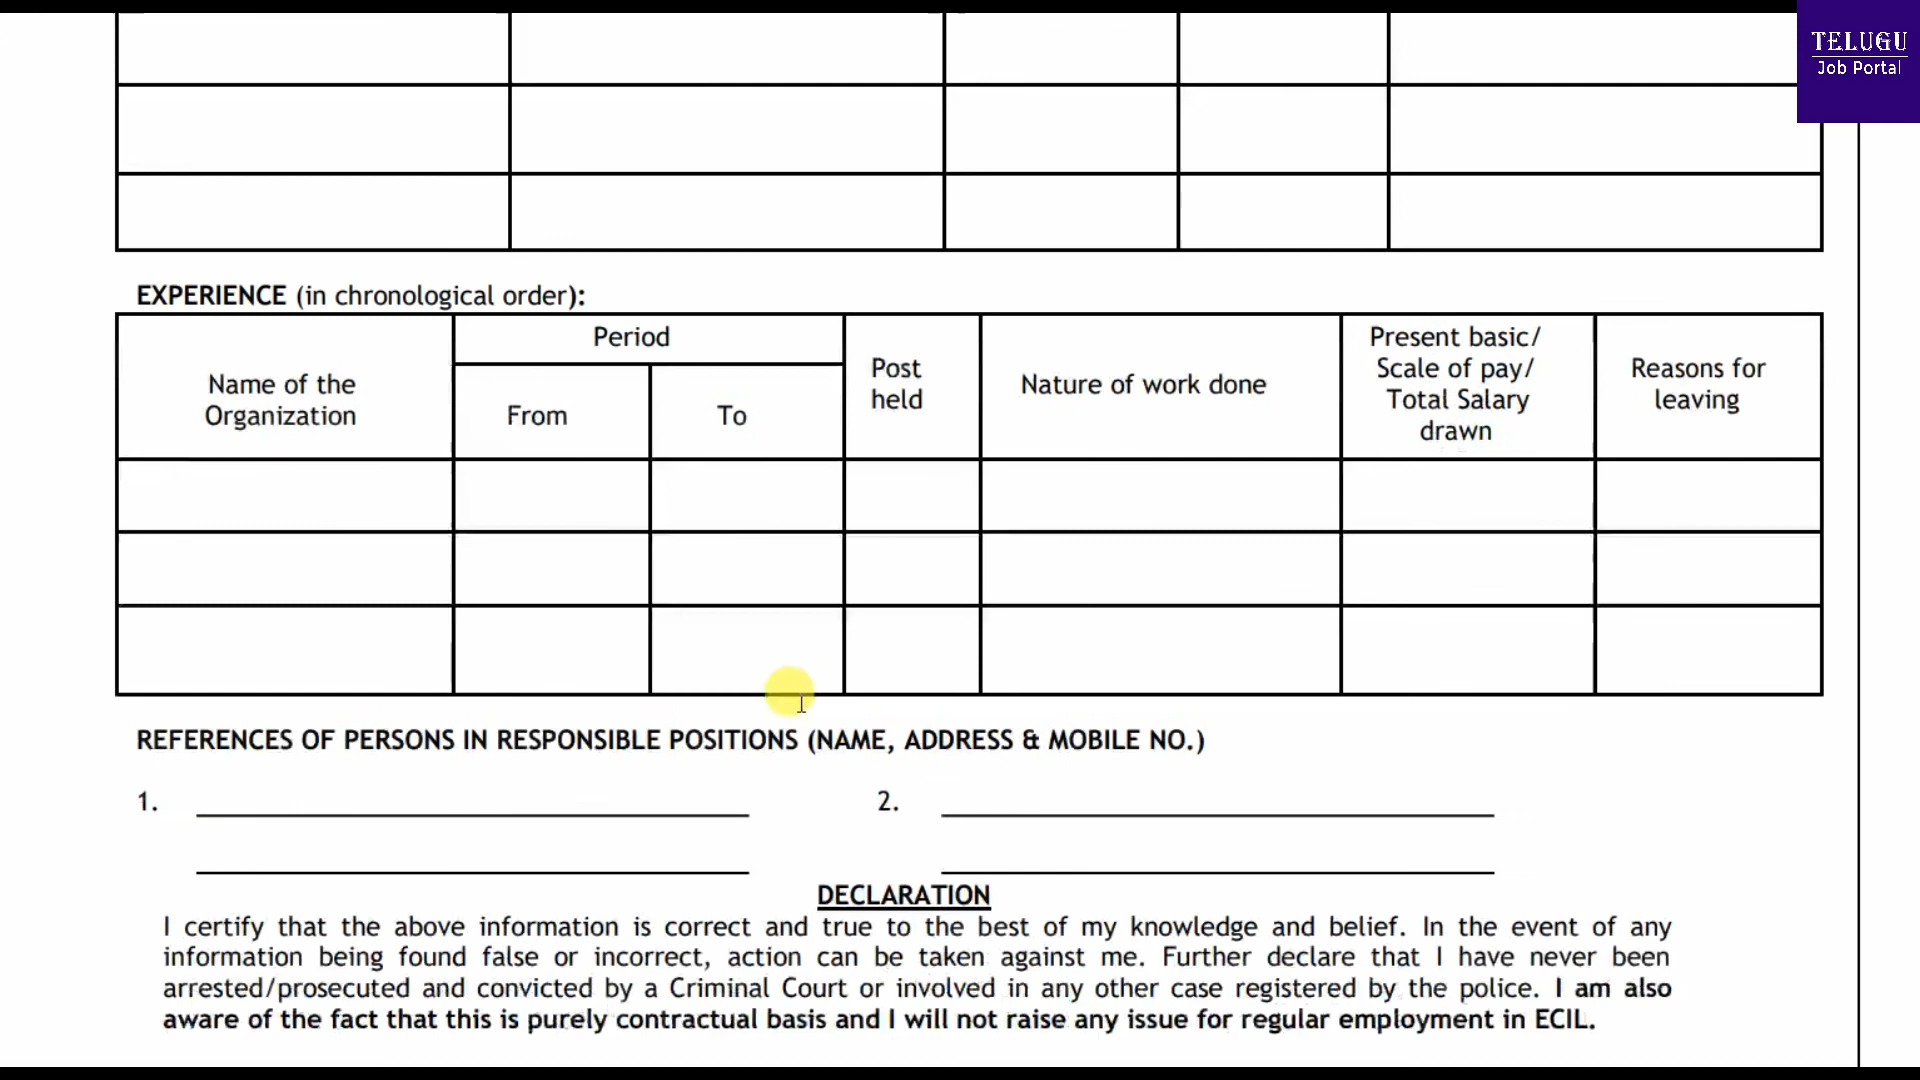 TELUGU
Job Portal
EXPERIENCE (in chronological order):
Name of the
Organization
Period
From
To
Post
held
Nature of work done
Present basic/
Scale of pay/
Total Salary
drawn
Reasons for
leaving
REFERENCES OF PERSONS IN RESPONSIBLE POSITIONS (NAME, ADDRESS & MOBILE NO.)
1. 2.
DECLARATION
I certify that the above information is correct and true to the best of my knowledge and belief. In the event of any
information being found false or incorrect, action can be taken against me. Further declare that I have never been
arrested/prosecuted and convicted by a Criminal Court or involved in any other case registered by the police. I am also
aware of the fact that this is purely contractual basis and I will not raise any issue for regular employment in ECIL.